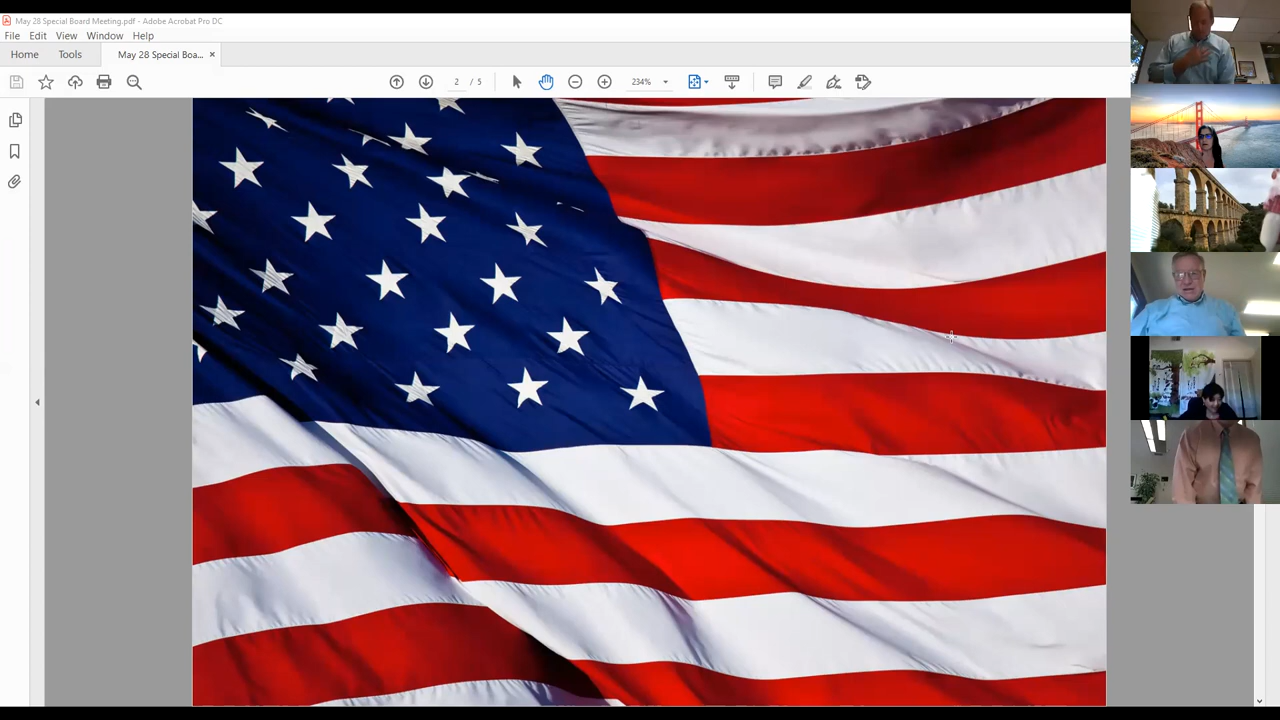 May 28 Special Board Meeting.pdf - Adobe Acrobat Pro DC
File Edit View Window Help
Home Tools May 28 Special Boa... ×
2 / 5 234%